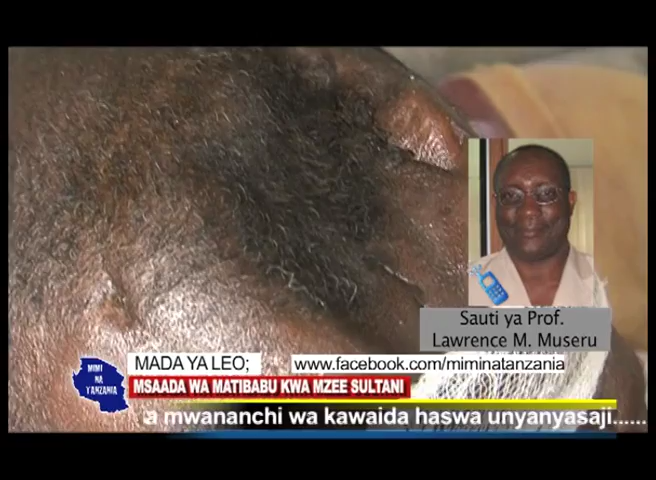 Sauti ya Prof.
Lawrence M. Museru
MADA YA LEO;
www.facebook.com/miminatanzania
MIMI
NA
TANZANIA
MSAADA WA MATIBABU KWA MZEE SULTANI
a mwananchi wa kawaida haswa unyanyasaji......